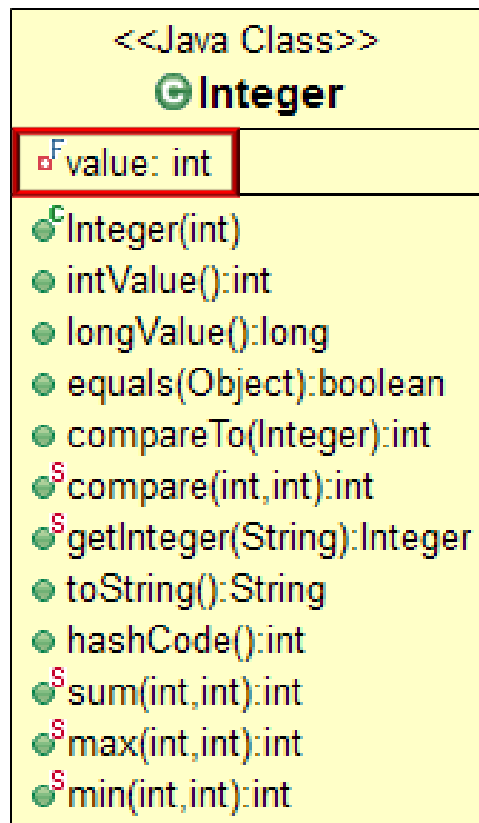 <<Java Class>>
G Integer
F value: int
C Integer(int)
intValue():int
longValue():long
equals(Object):boolean
compareTo(Integer):int
S compare(int,int):int
S getInteger(String):Integer
toString():String
hashCode():int
S sum(int,int):int
S max(int,int):int
S min(int,int):int